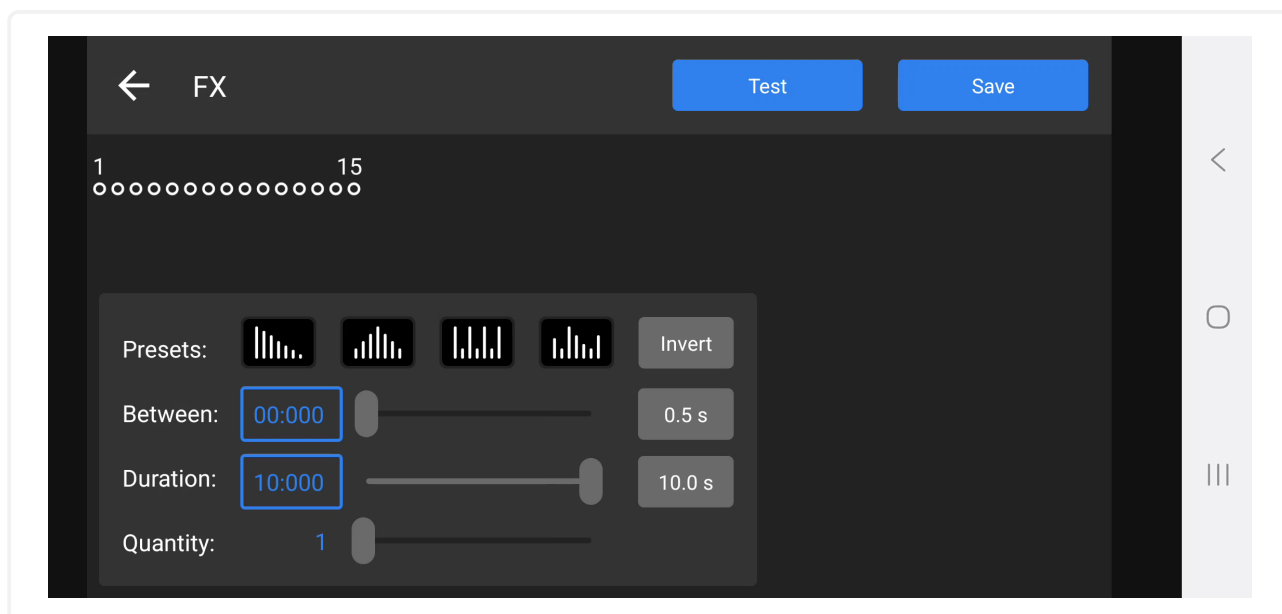 FX
Test
Save
1 15
Presets:
Invert
Between: 00:000 0.5 s
Duration: 10:000 10.0 s
Quantity: 1